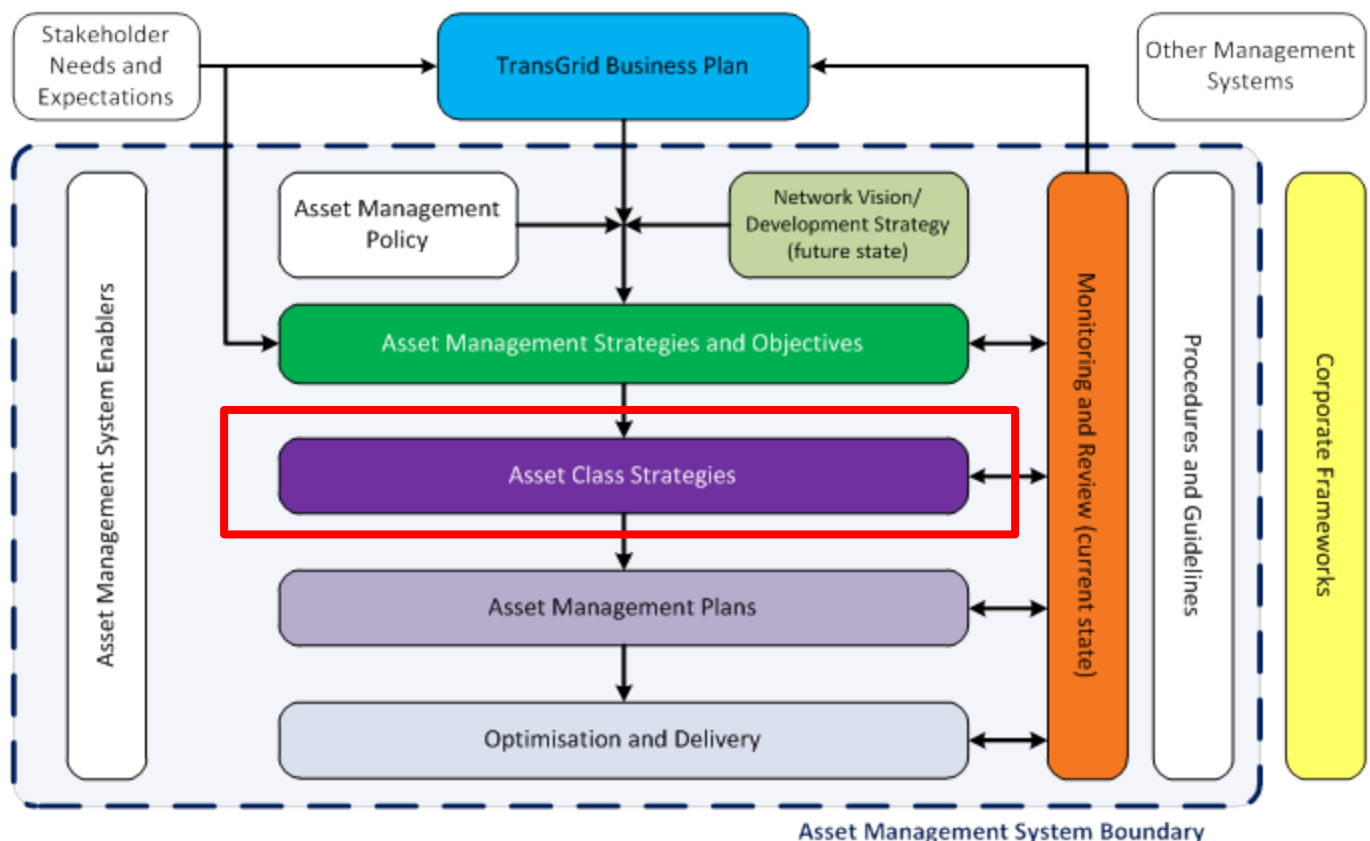 Stakeholder
Needs and
Expectations
TransGrid Business Plan
Other Management
Systems
Asset Management System Enablers
Asset Management
Policy
Network Vision/
Development Strategy
(future state)
Asset Management Strategies and Objectives
Asset Class Strategies
Asset Management Plans
Optimisation and Delivery
Monitoring and Review (current state)
Procedures and Guidelines
Corporate Frameworks
Asset Management System Boundary